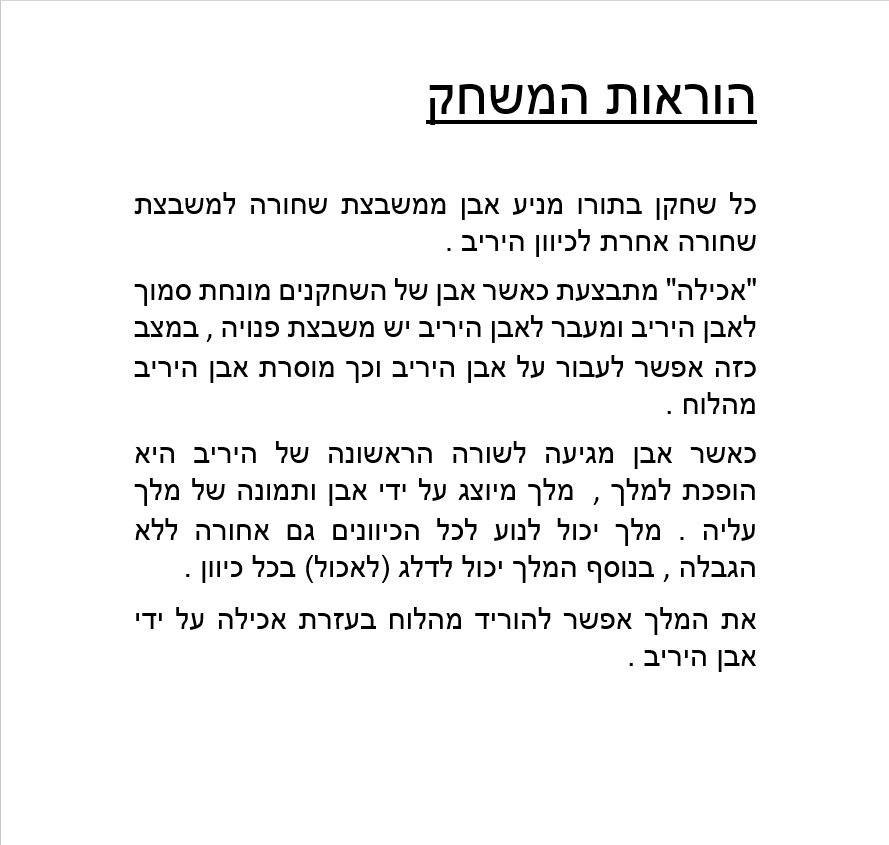 הוראות המשחק
כל שחקן בתורו מניע אבן ממשבצת שחורה למשבצת
שחורה אחרת לכיוון היריב .
"אכילה" מתבצעת כאשר אבן של השחקנים מונחת סמוך
לאבן היריב ומעבר לאבן היריב יש משבצת פנויה , במצב
כזה אפשר לעבור על אבן היריב וכך מוסרת אבן היריב
מהלוח .
כאשר אבן מגיעה לשורה הראשונה של היריב היא
הופכת למלך , מלך מיוצג על ידי אבן ותמונה של מלך
עליה . מלך יכול לנוע לכל הכיוונים גם אחורה ללא
הגבלה , בנוסף המלך יכול לדלג (לאכול) בכל כיוון .
את המלך אפשר להוריד מהלוח בעזרת אכילה על ידי
אבן היריב .